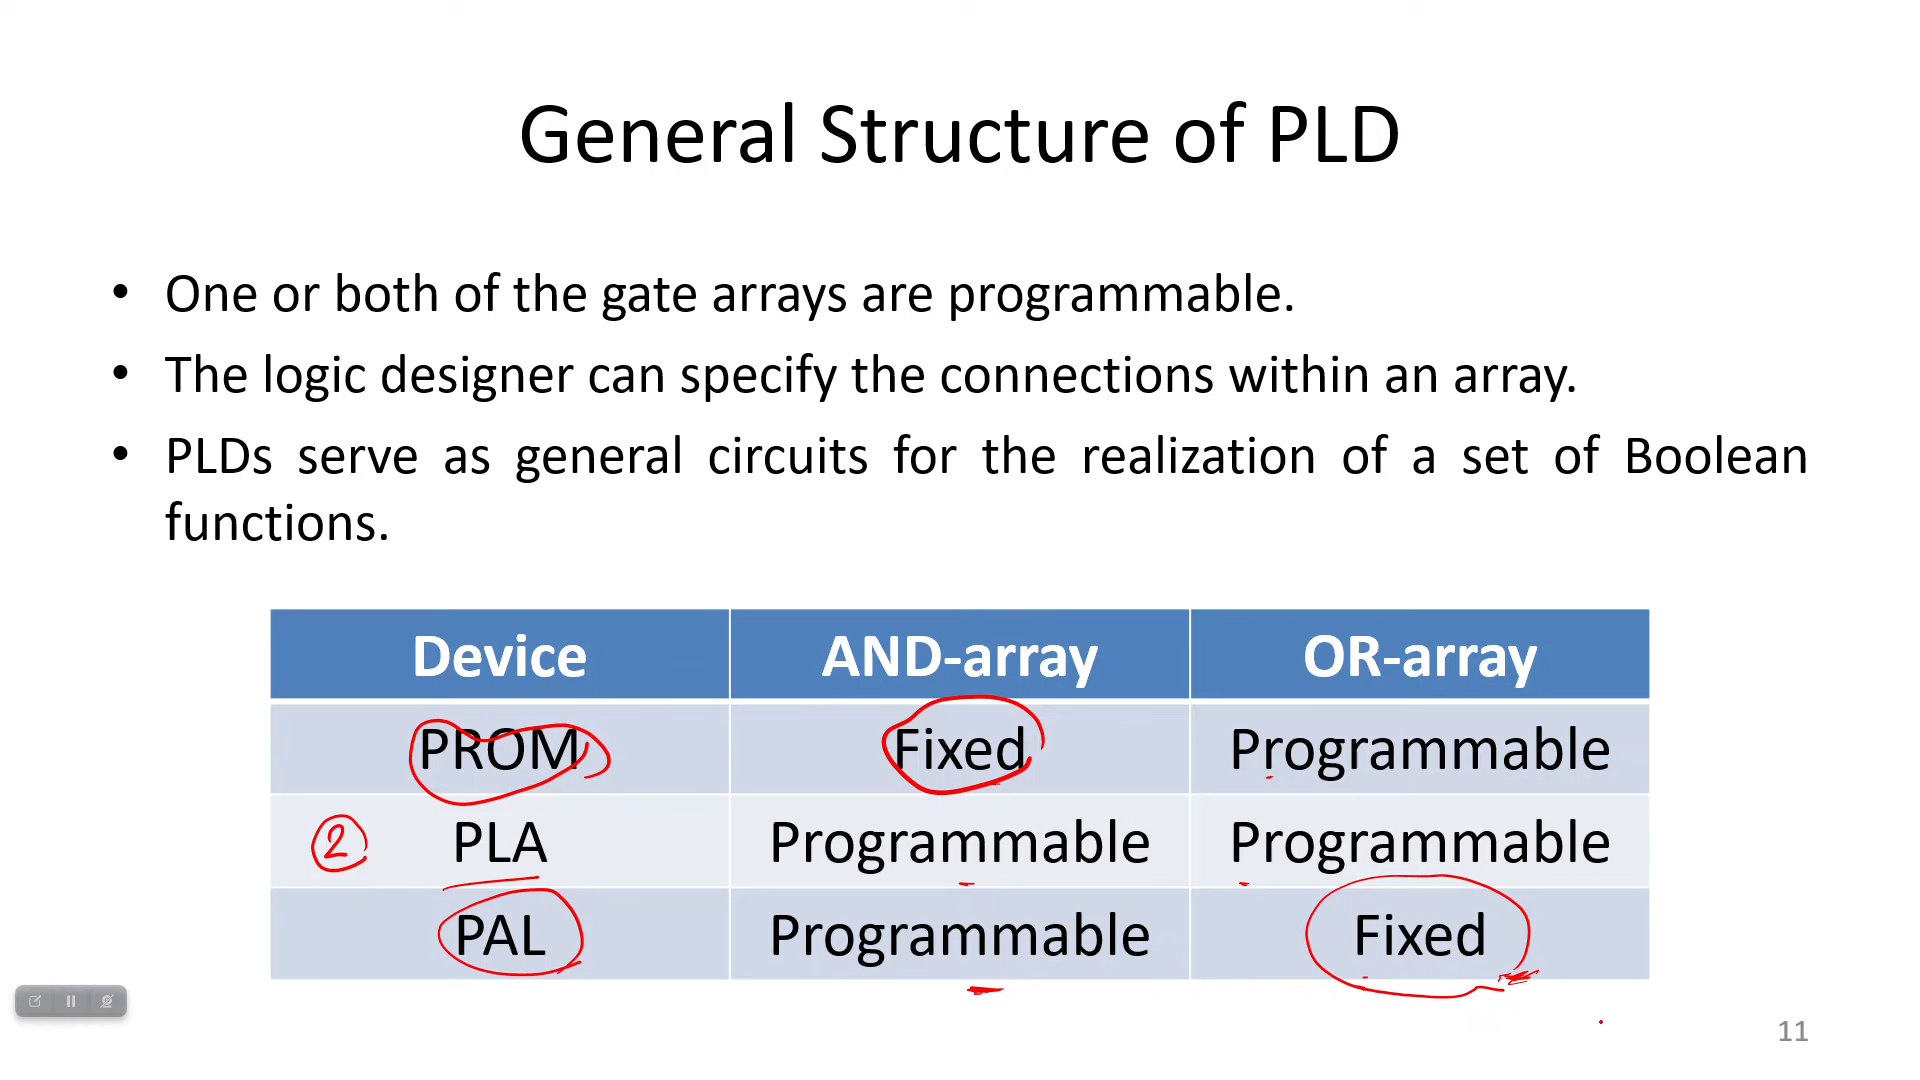 General Structure of PLD
• One or both of the gate arrays are programmable.
• The logic designer can specify the connections within an array.
• PLDs serve as general circuits for the realization of a set of Boolean
functions.
Device AND-array OR-array
PROM Fixed Programmable
2 PLA Programmable Programmable
PAL Programmable Fixed
11